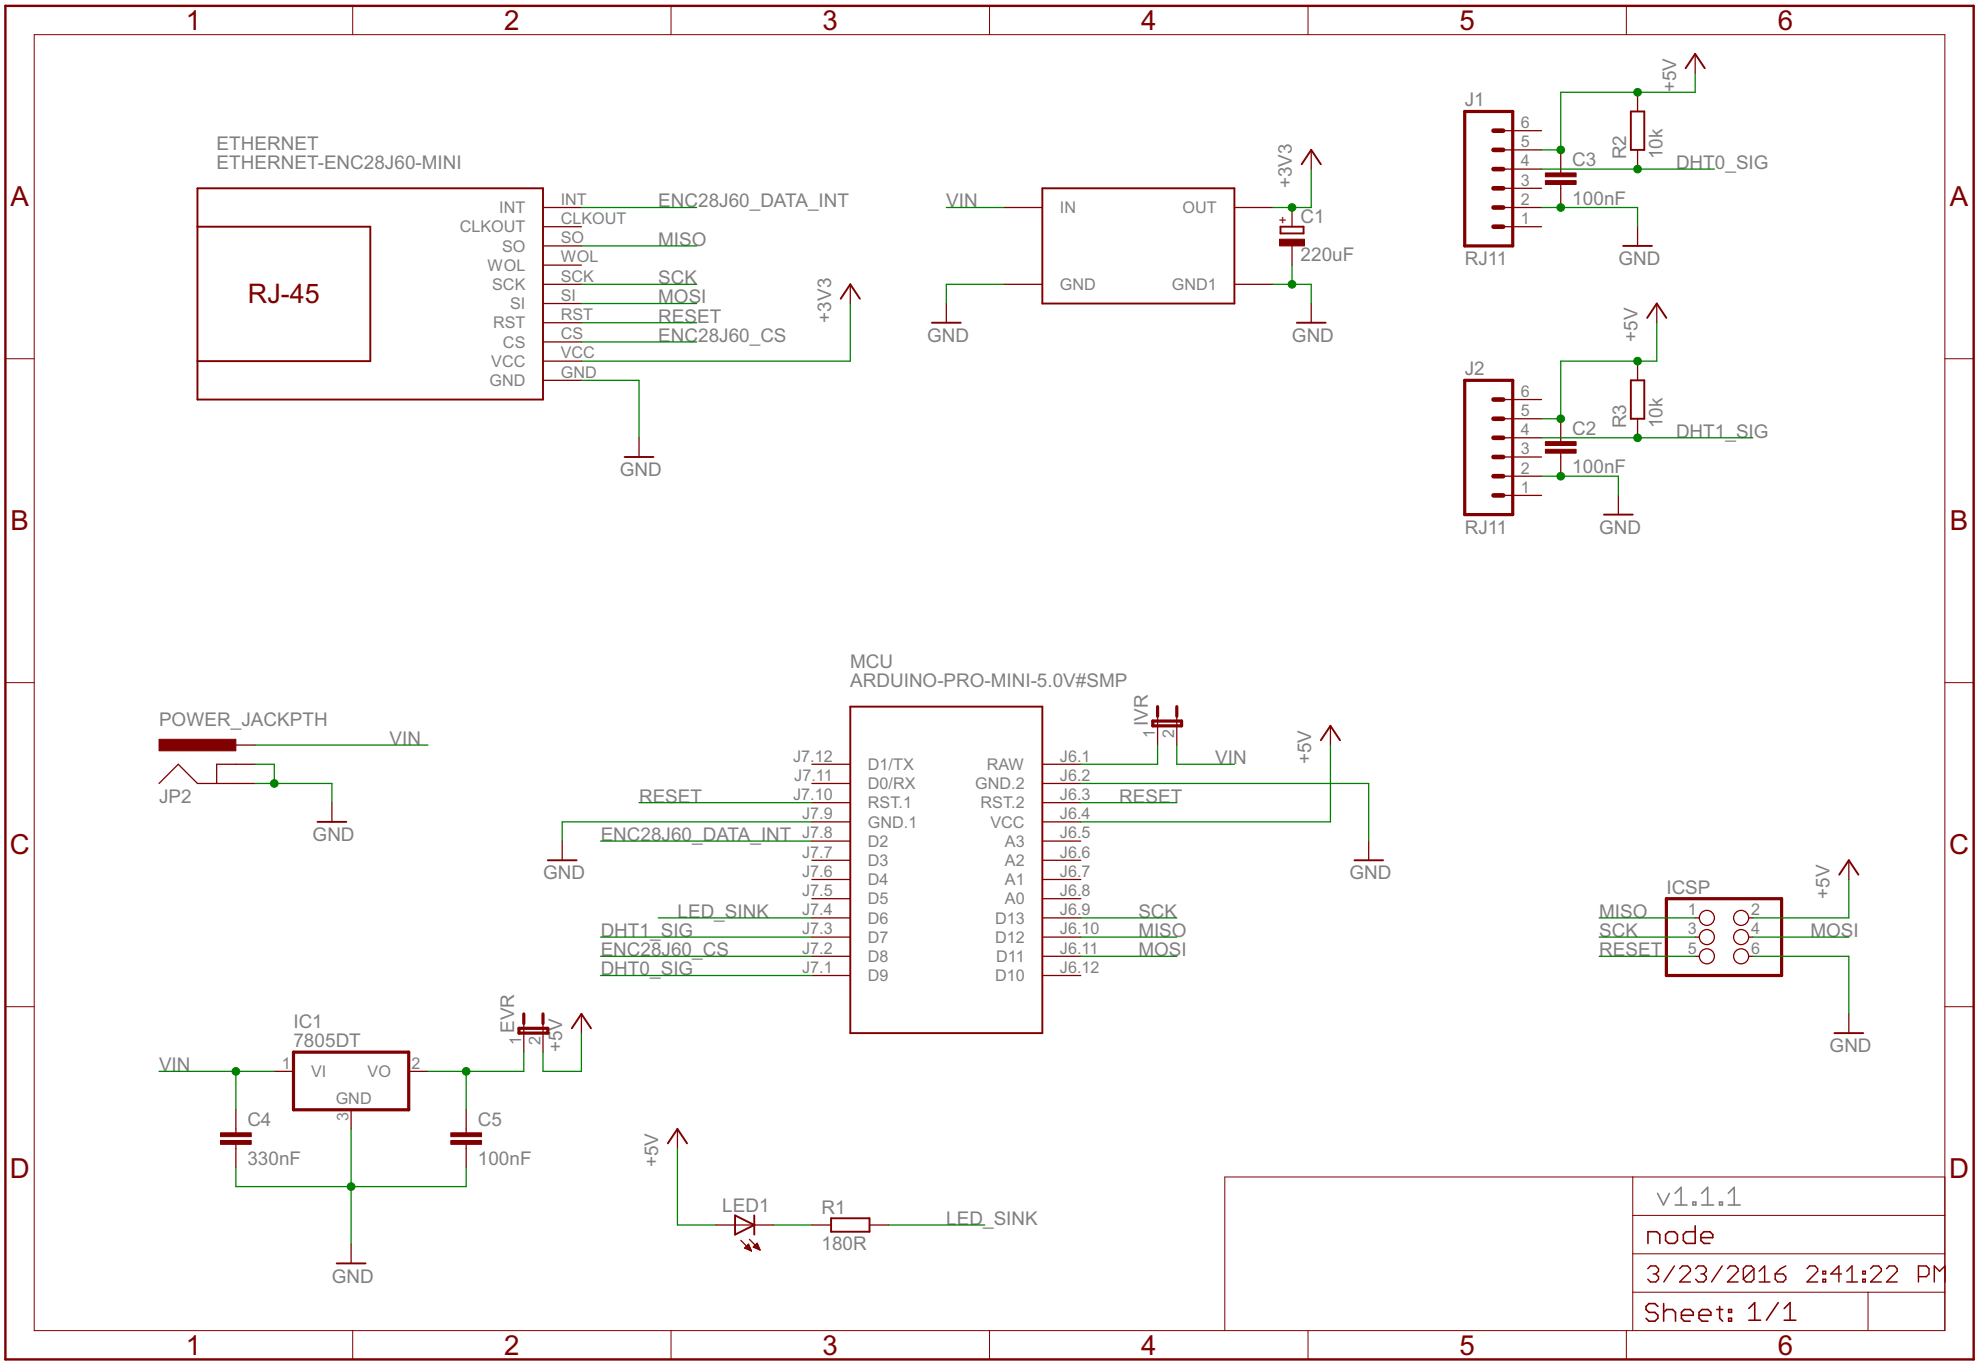 1 2 3 4 5 6
A
B
C
D
A
B
C
D
1 2 3 4 5 6
ETHERNET
ETHERNET-ENC28J60-MINI
RJ-45
INT INT ENC28J60_DATA_INT
CLKOUT CLKOUT
SO SO MISO
WOL WOL
SCK SCK SCK
SI SI MOSI
RST RST RESET
CS CS ENC28J60_CS
VCC VCC
GND GND
+3V3
GND
VIN
IN OUT
GND GND1
GND
+3V3
+
C1
220uF
GND
J1
6
5
4
3
2
1
RJ11
C3
100nF
R2
10k
+5V
DHT0_SIG
GND
J2
6
5
4
3
2
1
RJ11
C2
100nF
R3
10k
+5V
DHT1_SIG
GND
POWER_JACKPTH
VIN
JP2
GND
MCU
ARDUINO-PRO-MINI-5.0V#SMP
J7.12 D1/TX
J7.11 D0/RX
RESET J7.10 RST.1
J7.9 GND.1
ENC28J60_DATA_INT J7.8 D2
J7.7 D3
J7.6 D4
J7.5 D5
LED_SINK J7.4 D6
DHT1_SIG J7.3 D7
ENC28J60_CS J7.2 D8
DHT0_SIG J7.1 D9
GND
RAW J6.1
GND.2 J6.2
RST.2 J6.3 RESET
VCC J6.4
A3 J6.5
A2 J6.6
A1 J6.7
A0 J6.8
D13 J6.9 SCK
D12 J6.10 MISO
D11 J6.11 MOSI
D10 J6.12
IVR
1
2
VIN
+5V
GND
ICSP
MISO 1 2
SCK 3 4 MOSI
RESET 5 6
+5V
GND
IC1
7805DT
VIN 1 VI VO 2
GND
3
C4
330nF
C5
100nF
GND
EVR
1
2
+5V
+5V
LED1
R1
180R
LED_SINK
v1.1.1
node
3/23/2016 2:41:22 PM
Sheet: 1/1